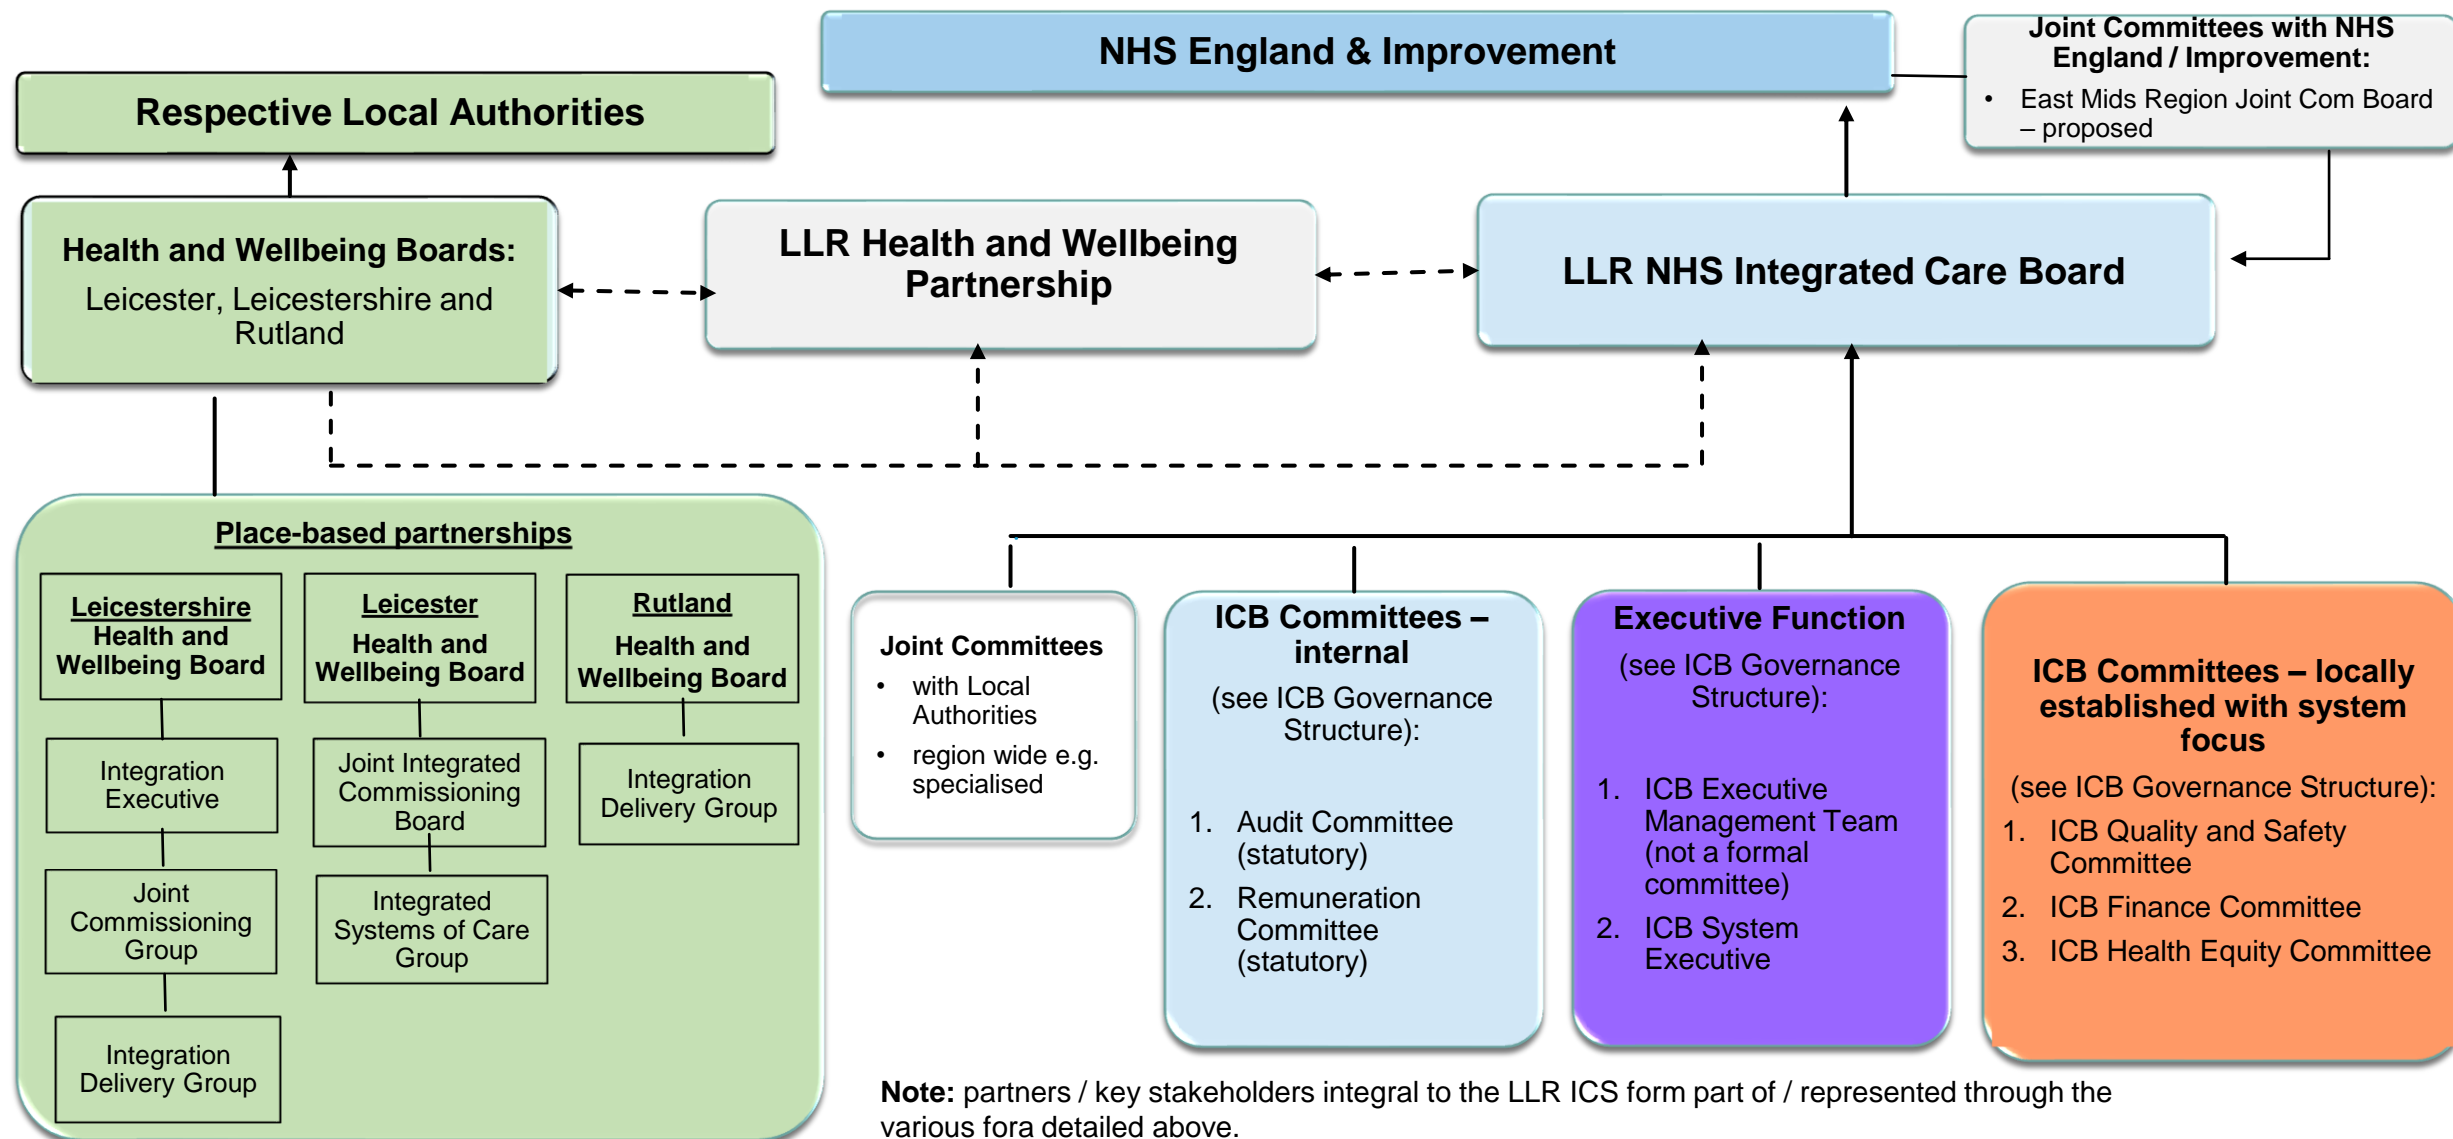 NHS England & Improvement
Joint Committees with NHS
England / Improvement:
• East Mids Region Joint Com Board
– proposed
Respective Local Authorities
Health and Wellbeing Boards:
Leicester, Leicestershire and
Rutland
LLR Health and Wellbeing
Partnership
LLR NHS Integrated Care Board
Place-based partnerships
Leicestershire
Health and
Wellbeing Board
Integration
Executive
Joint
Commissioning
Group
Integration
Delivery Group
Leicester
Health and
Wellbeing Board
Joint Integrated
Commissioning
Board
Integrated
Systems of Care
Group
Rutland
Health and
Wellbeing Board
Integration
Delivery Group
Joint Committees
• with Local
Authorities
• region wide e.g.
specialised
ICB Committees –
internal
(see ICB Governance
Structure):
1. Audit Committee
(statutory)
2. Remuneration
Committee
(statutory)
Executive Function
(see ICB Governance
Structure):
1. ICB Executive
Management Team
(not a formal
committee)
2. ICB System
Executive
ICB Committees – locally
established with system
focus
(see ICB Governance Structure):
1. ICB Quality and Safety
Committee
2. ICB Finance Committee
3. ICB Health Equity Committee
Note: partners / key stakeholders integral to the LLR ICS form part of / represented through the
various fora detailed above.